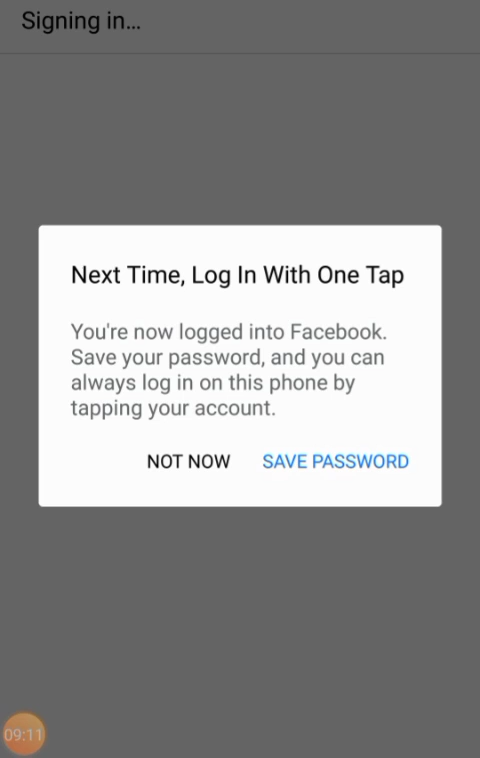 Signing in...
Next Time, Log In With One Tap
You're now logged into Facebook.
Save your password, and you can
always log in on this phone by
tapping your account.
NOT NOW SAVE PASSWORD
09:11